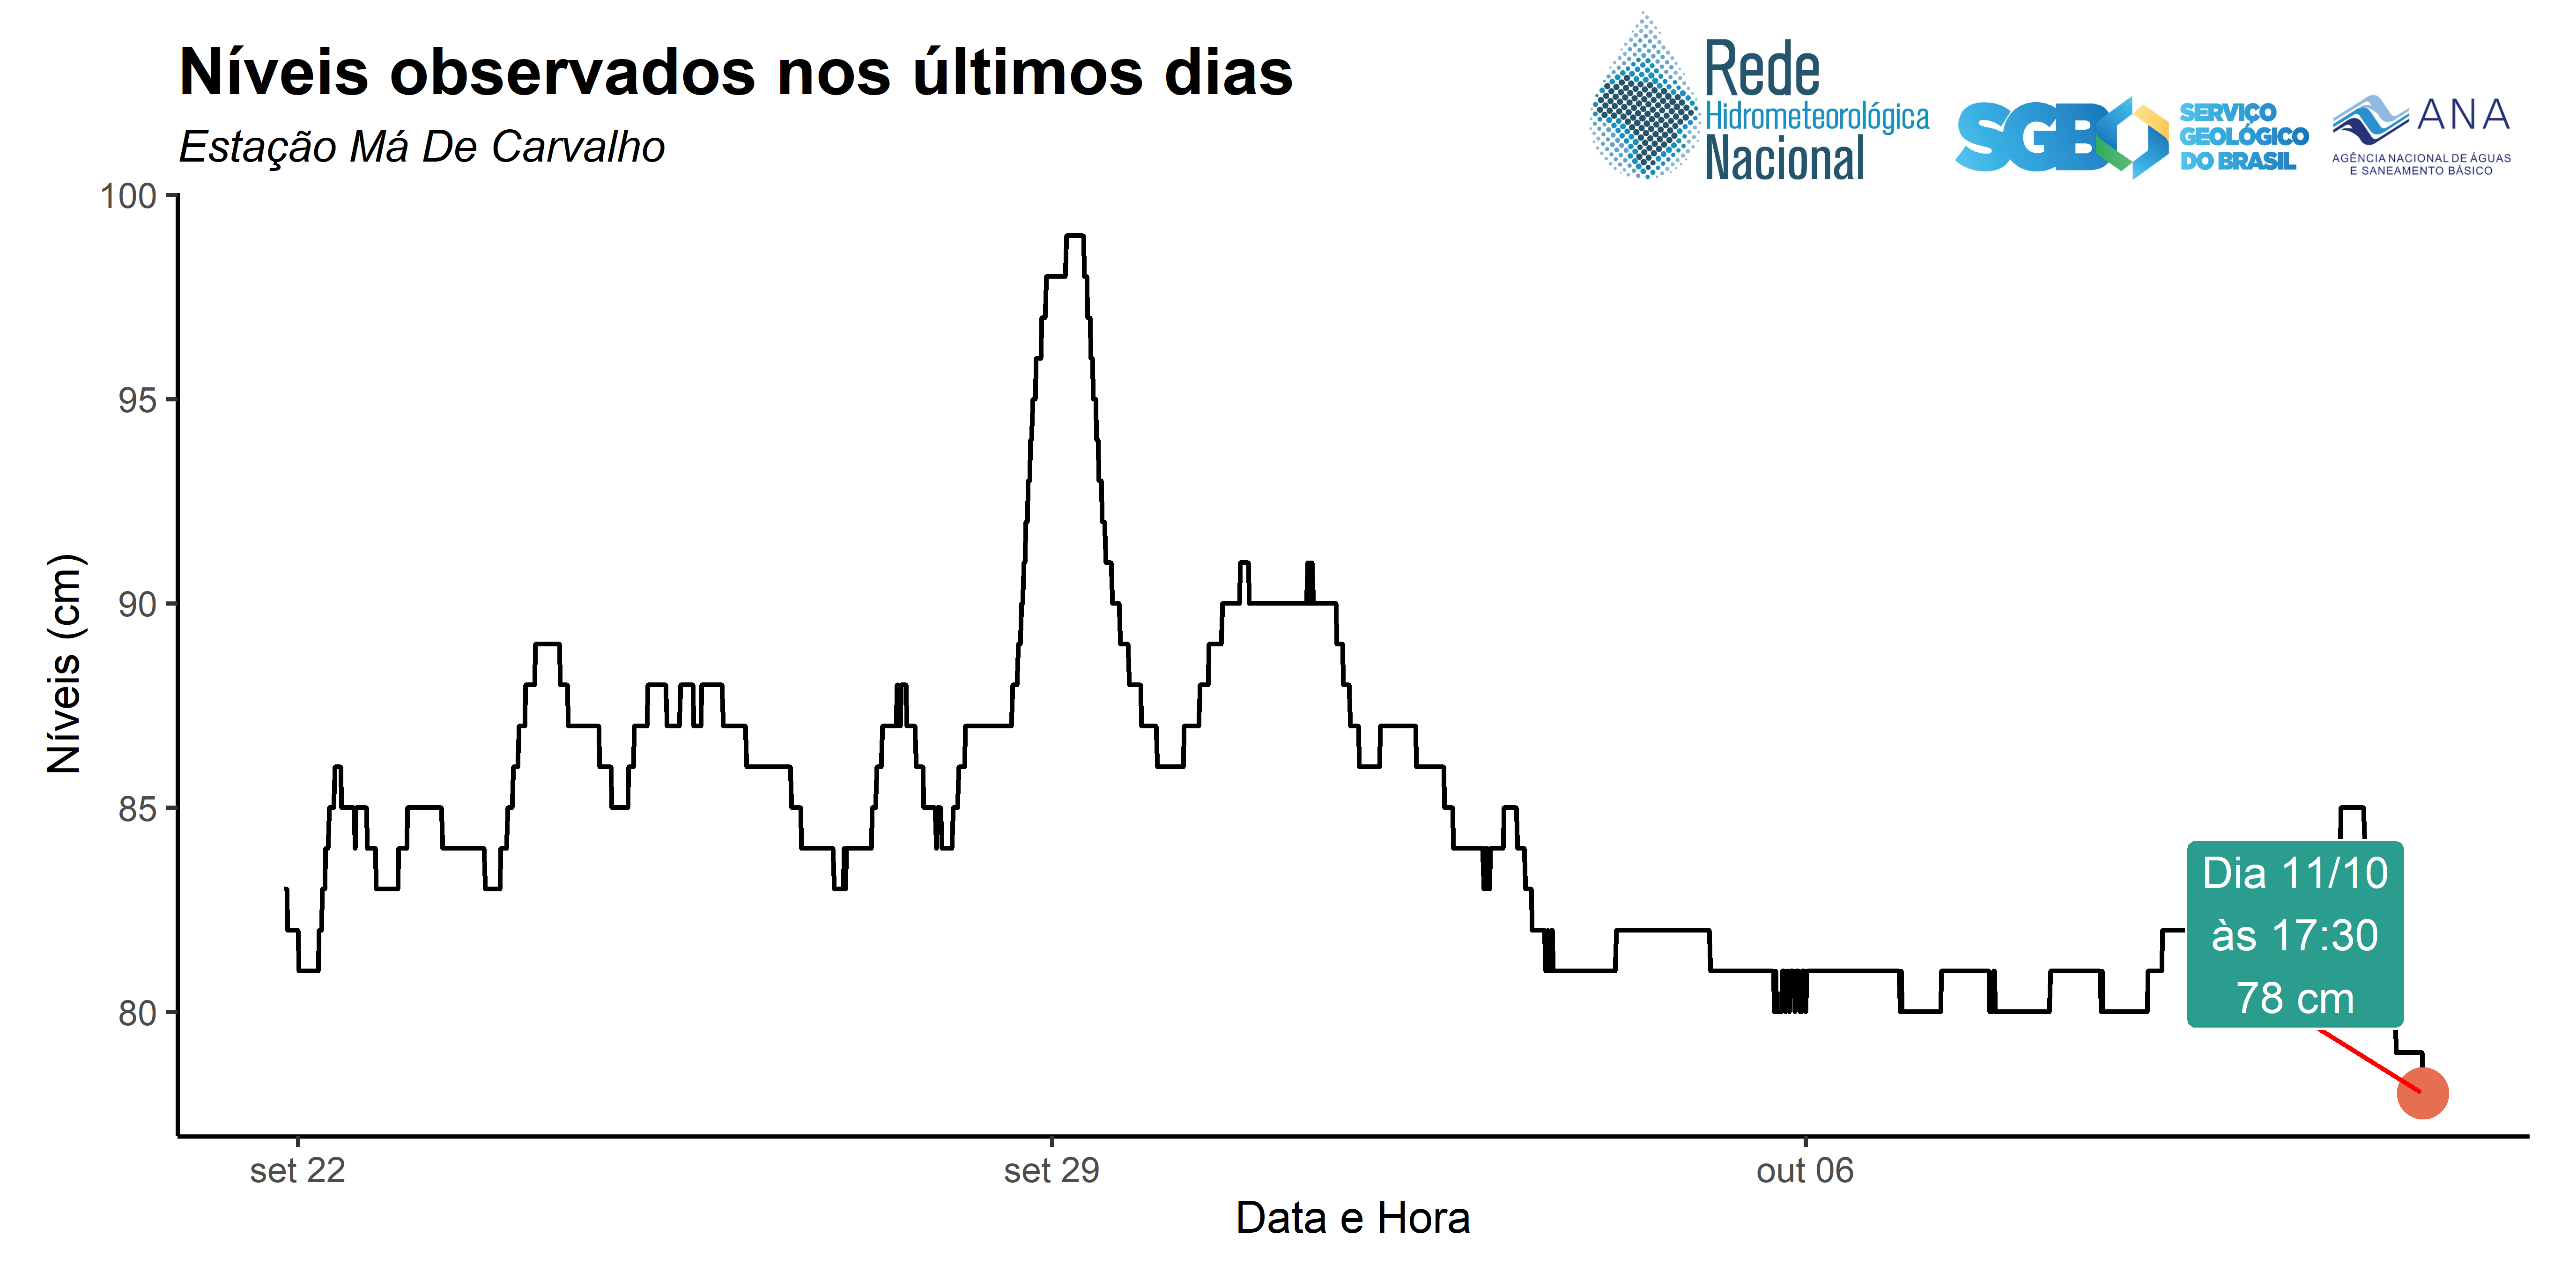 Níveis observados nos últimos dias
Estação Má De Carvalho
Rede
Hidrometeorológica
Nacional
SGB
SERVIÇO
GEOLÓGICO
DO BRASIL
ANA
AGÊNCIA NACIONAL DE ÁGUAS
E SANEAMENTO BÁSICO
Níveis (cm)
100
95
90
85
80
Dia 11/10
às 17:30
78 cm
set 22
set 29
out 06
Data e Hora